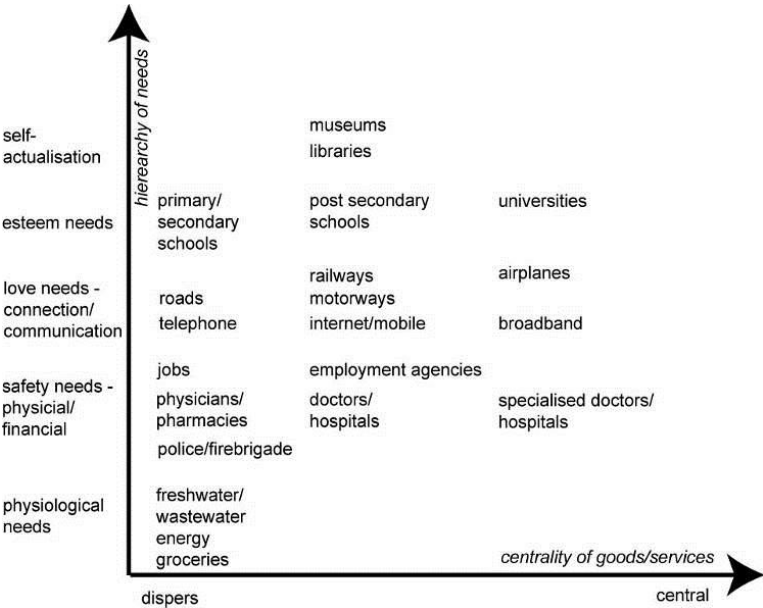 hierearchy of needs
self-
actualisation
museums
libraries
esteem needs
primary/
secondary
schools
post secondary
schools
universities
love needs -
connection/
communication
roads
telephone
railways
motorways
internet/mobile
airplanes
broadband
safety needs -
physicial/
financial
jobs
physicians/
pharmacies
police/firebrigade
employment agencies
doctors/
hospitals
specialised doctors/
hospitals
physiological
needs
freshwater/
wastewater
energy
groceries
centrality of goods/services
dispers
central